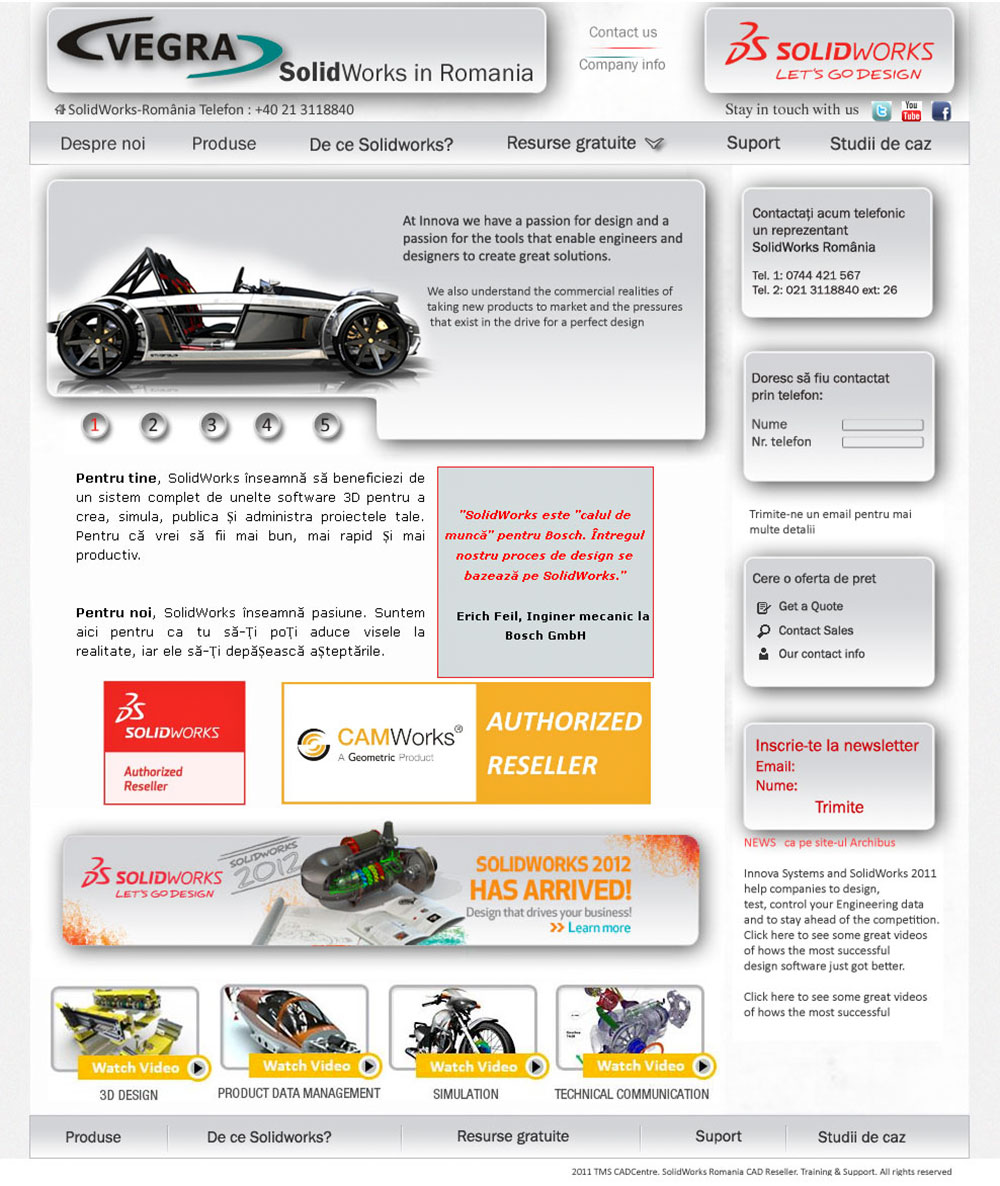 VEGRA
SolidWorks in Romania
Contact us
Company info
SOLIDWORKS
LET'S GO DESIGN
SolidWorks-România Telefon : +40 21 3118840
Stay in touch with us
You
Tube
Despre noi
Produse
De ce Solidworks?
Resurse gratuite
Suport
Studii de caz
At Innova we have a passion for design and a
passion for the tools that enable engineers and
designers to create great solutions.
We also understand the commercial realities of
taking new products to market and the pressures
that exist in the drive for a perfect design
1 2 3 4 5
Contactați acum telefonic
un reprezentant
SolidWorks România
Tel. 1: 0744 421 567
Tel. 2: 021 3118840 ext: 26
Doresc să fiu contactat
prin telefon:
Nume
Nr. telefon
Trimite-ne un email pentru mai
multe detalii
Cere o oferta de pret
Get a Quote
Contact Sales
Our contact info
Inscrie-te la newsletter
Email:
Nume:
Trimite
NEWS ca pe site-ul Archibus
Innova Systems and SolidWorks 2011
help companies to design,
test, control your Engineering data
and to stay ahead of the competition.
Click here to see some great videos
of hows the most successful
design software just got better.
Click here to see some great videos
of hows the most successful
Pentru tine, SolidWorks înseamnă să beneficiezi de
un sistem complet de unelte software 3D pentru a
crea, simula, publica Și administra proiectele tale.
Pentru că vrei să fii mai bun, mai rapid Și mai
productiv.
Pentru noi, SolidWorks înseamnă pasiune. Suntem
aici pentru ca tu să-Ți poȚi aduce visele la
realitate, iar ele să-Ți depăȘească aȘteptările.
"SolidWorks este "calul de
muncă" pentru Bosch. Întregul
nostru proces de design se
bazează pe SolidWorks."
Erich Feil, Inginer mecanic la
Bosch GmbH
SOLIDWORKS
Authorized
Reseller
CAMWorks®
A Geometric Product
AUTHORIZED
RESELLER
SOLIDWORKS
LET'S GO DESIGN
SOLIDWORKS
2012
SOLIDWORKS 2012
HAS ARRIVED!
Design that drives your business!
Learn more
Watch Video
Watch Video
Watch Video
Watch Video
3D DESIGN
PRODUCT DATA MANAGEMENT
SIMULATION
TECHNICAL COMMUNICATION
Produse
De ce Solidworks?
Resurse gratuite
Suport
Studii de caz
2011 TMS CADCentre. SolidWorks Romania CAD Reseller. Training & Support. All rights reserved